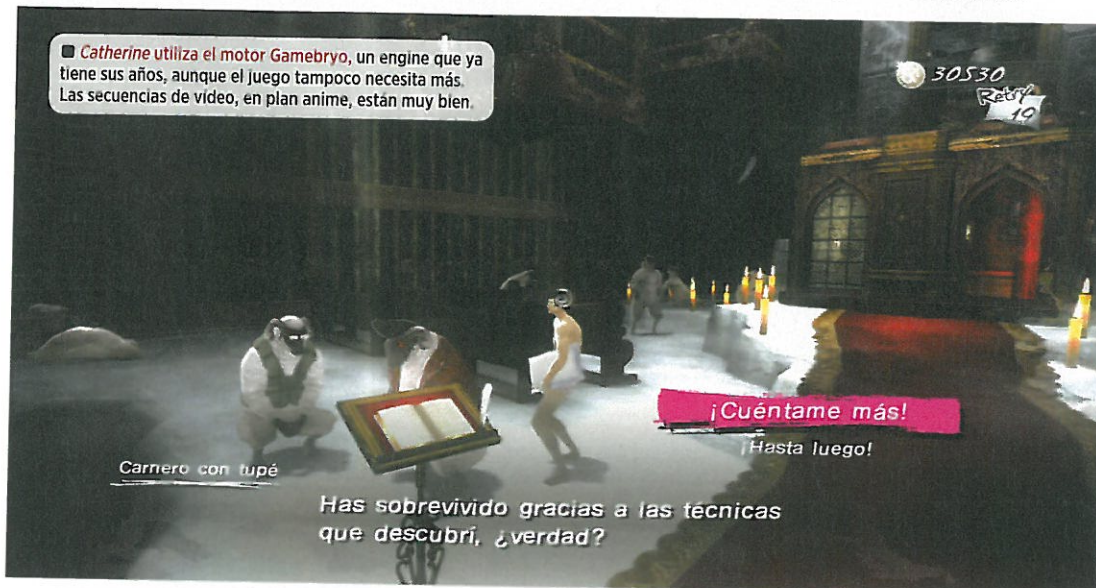 Catherine utiliza el motor Gamebryo, un engine que ya
tiene sus años, aunque el juego tampoco necesita más.
Las secuencias de vídeo, en plan anime, están muy bien.
30530
Retry
19
¡Cuéntame más!
¡Hasta luego!
Carnero con tupé
Has sobrevivido gracias a las técnicas
que descubrí, ¿verdad?